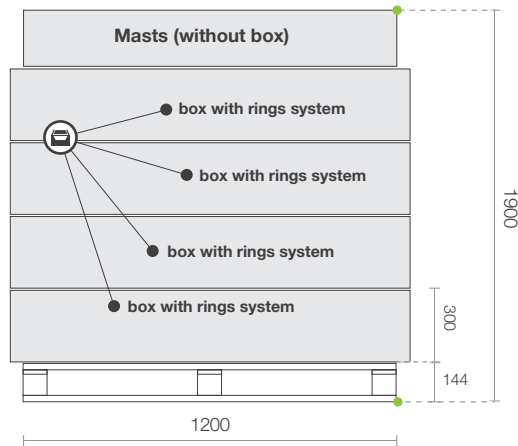 Masts (without box)
box with rings system
box with rings system
box with rings system
box with rings system
1900
300
144
1200